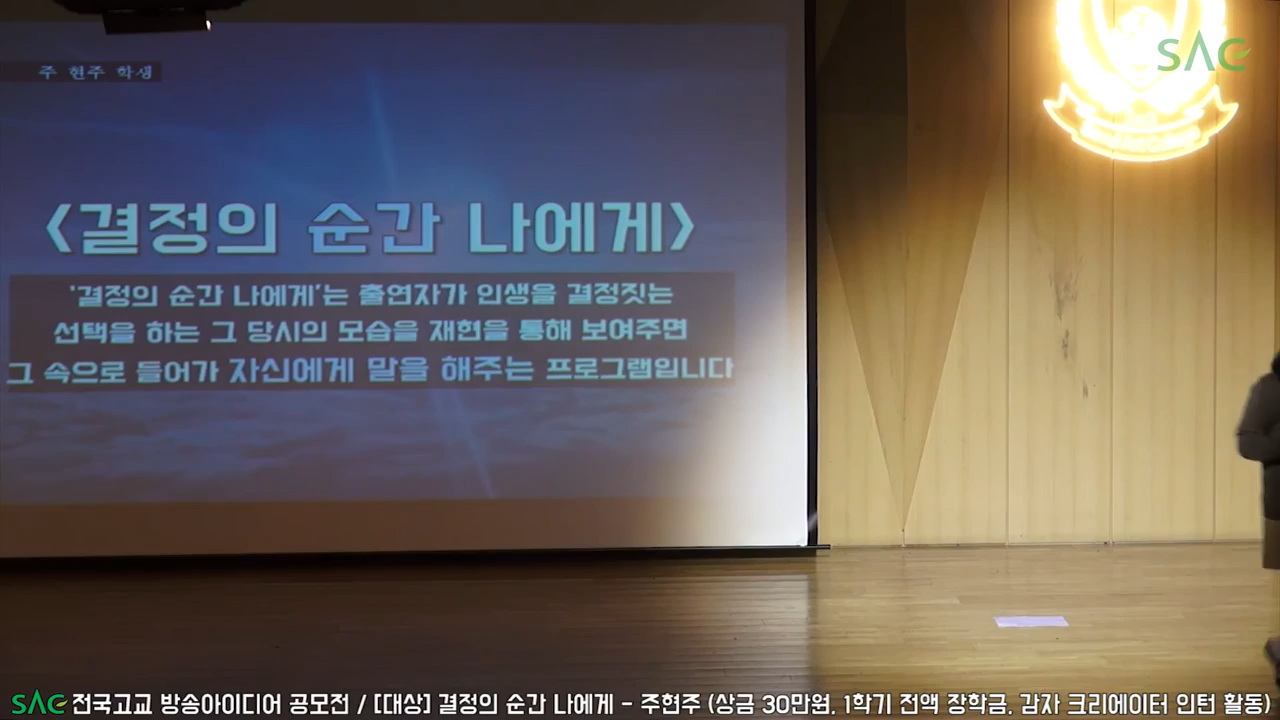 SAC
주 현주 학생
<결정의 순간 나에게>
'결정의 순간 나에게'는 출연자가 인생을 결정짓는
선택을 하는 그 당시의 모습을 재현을 통해 보여주면
그 속으로 들어가 자신에게 말을 해주는 프로그램입니다
SAC 전국고교 방송아이디어 공모전 / [대상] 결정의 순간 나에게 - 주현주 (상금 30만원, 1학기 전액 장학금, 감자 크리에이터 인턴 활동)